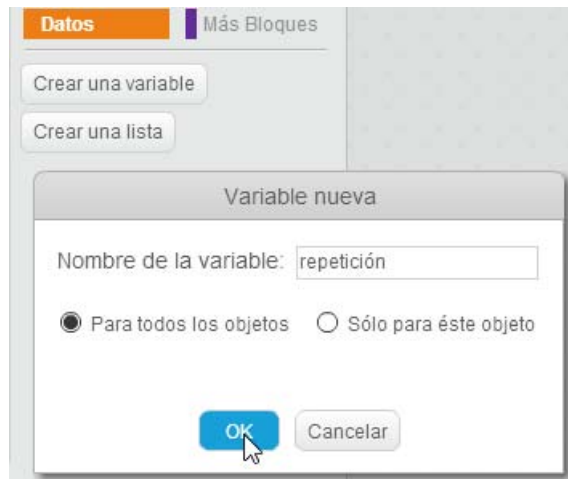 Datos Más Bloques
Crear una variable
Crear una lista
Variable nueva
Nombre de la variable: repetición
Para todos los objetos Sólo para éste objeto
OK Cancelar